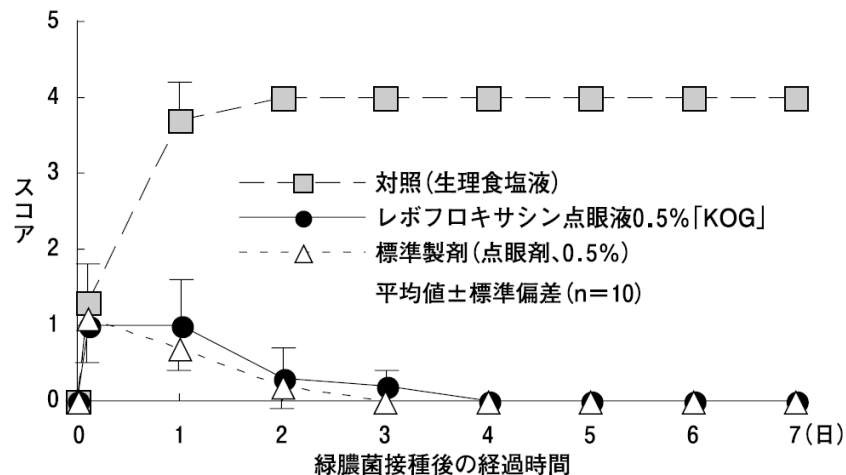 5
4
3
2
1
0
スコア
対照(生理食塩液)
レボフロキサシン点眼液0.5%「KOG」
標準製剤(点眼剤、0.5%)
平均値±標準偏差(n=10)
0 1 2 3 4 5 6 7(日)
緑膿菌接種後の経過時間